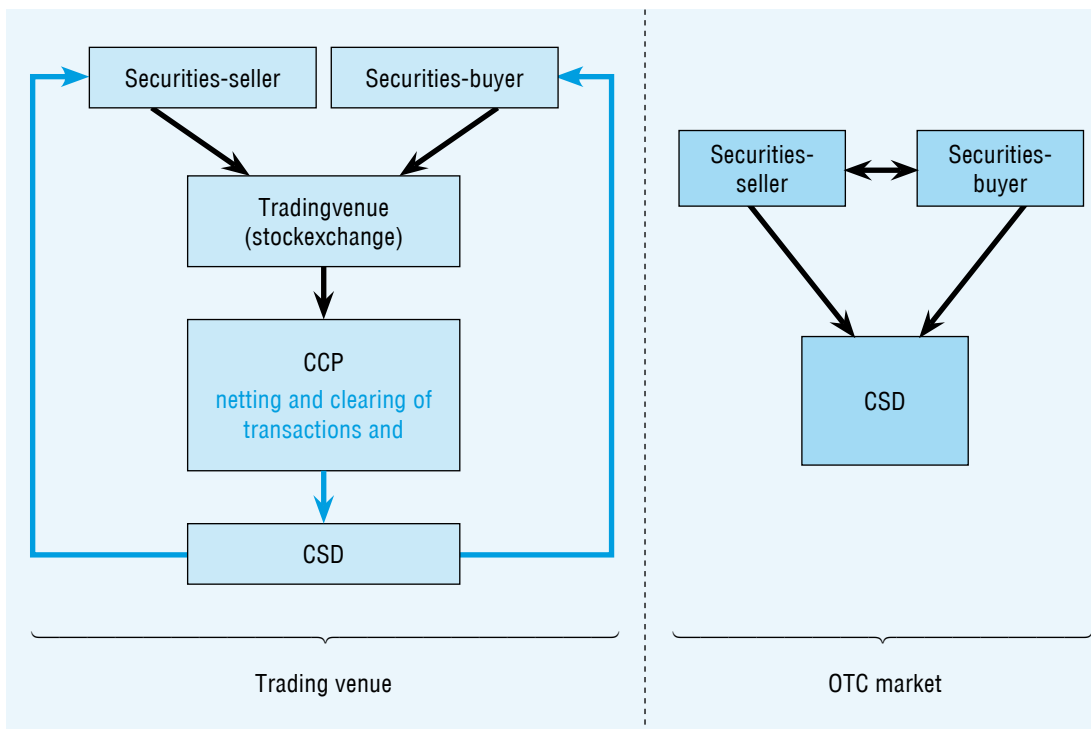 Securities-seller
Securities-buyer
Tradingvenue
(stockexchange)
CCP
netting and clearing of
transactions and
CSD
Trading venue
Securities-
seller
Securities-
buyer
CSD
OTC market